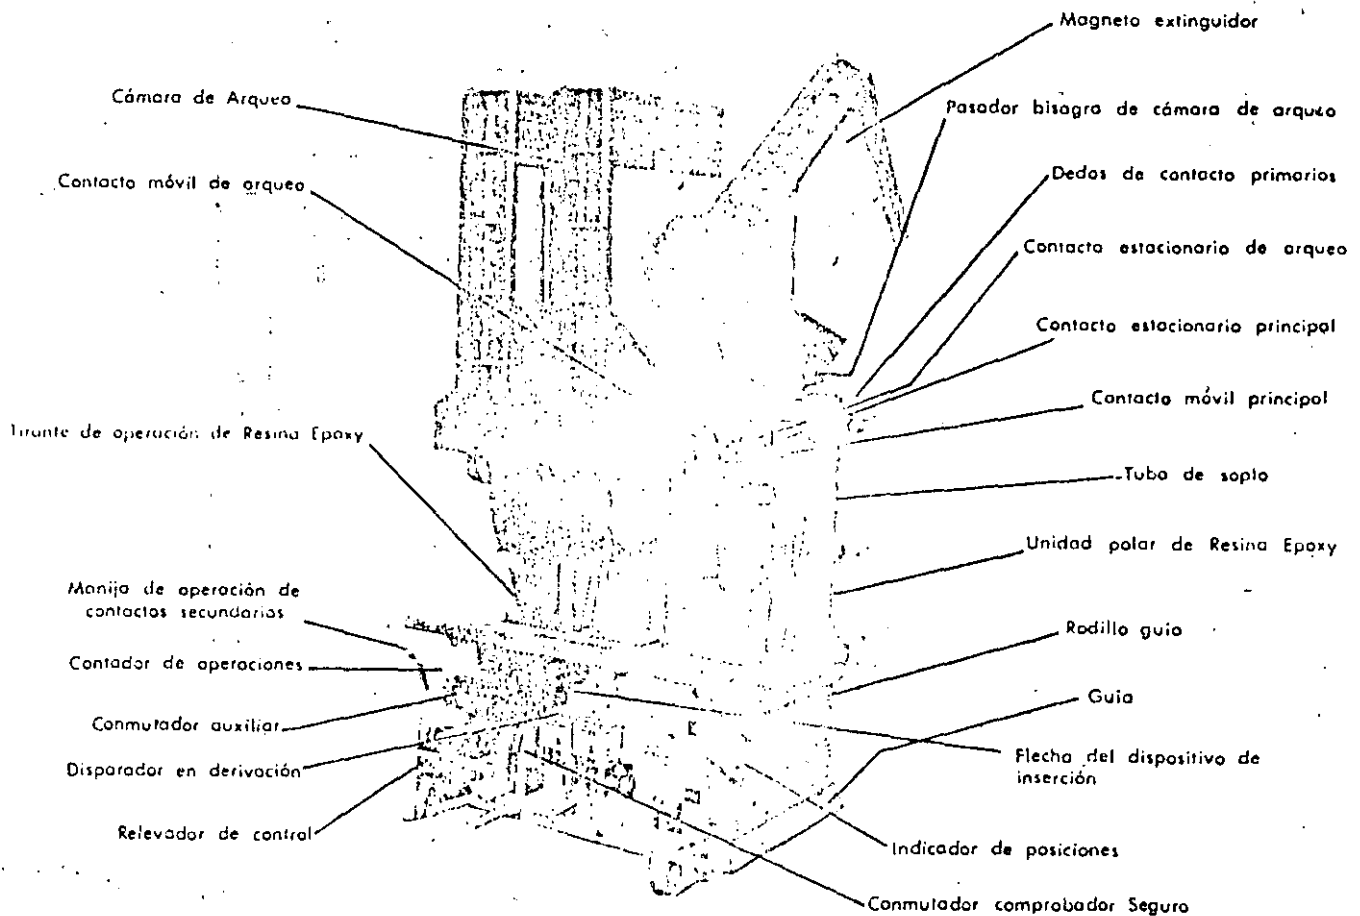 Magneto extinguidor
Cámara de Arqueo
Pasador bisagra de cámara de arqueo
Contacto móvil de arqueo
Dedos de contacto primarios
Contacto estacionario de arqueo
Contacto estacionario principal
Contacto móvil principal
Tirante de operación de Resina Epoxy
Tubo de soplo
Unidad polar de Resina Epoxy
Manija de operación de
contactos secundarios
Rodillo guio
Contador de operaciones
Guia
Conmutador auxiliar
Flecha del dispositivo de
inserción
Disparador en derivación
Relevador de control
Indicador de posiciones
Conmutador comprobador Seguro